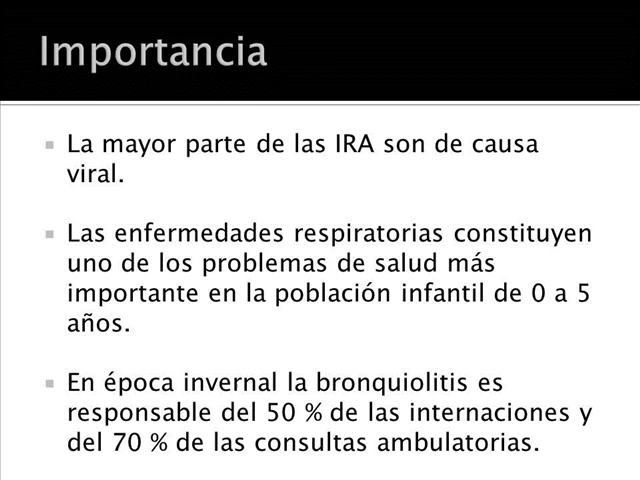 Importancia
La mayor parte de las IRA son de causa
viral.
Las enfermedades respiratorias constituyen
uno de los problemas de salud más
importante en la población infantil de 0 a 5
años.
En época invernal la bronquiolitis es
responsable del 50 % de las internaciones y
del 70 % de las consultas ambulatorias.